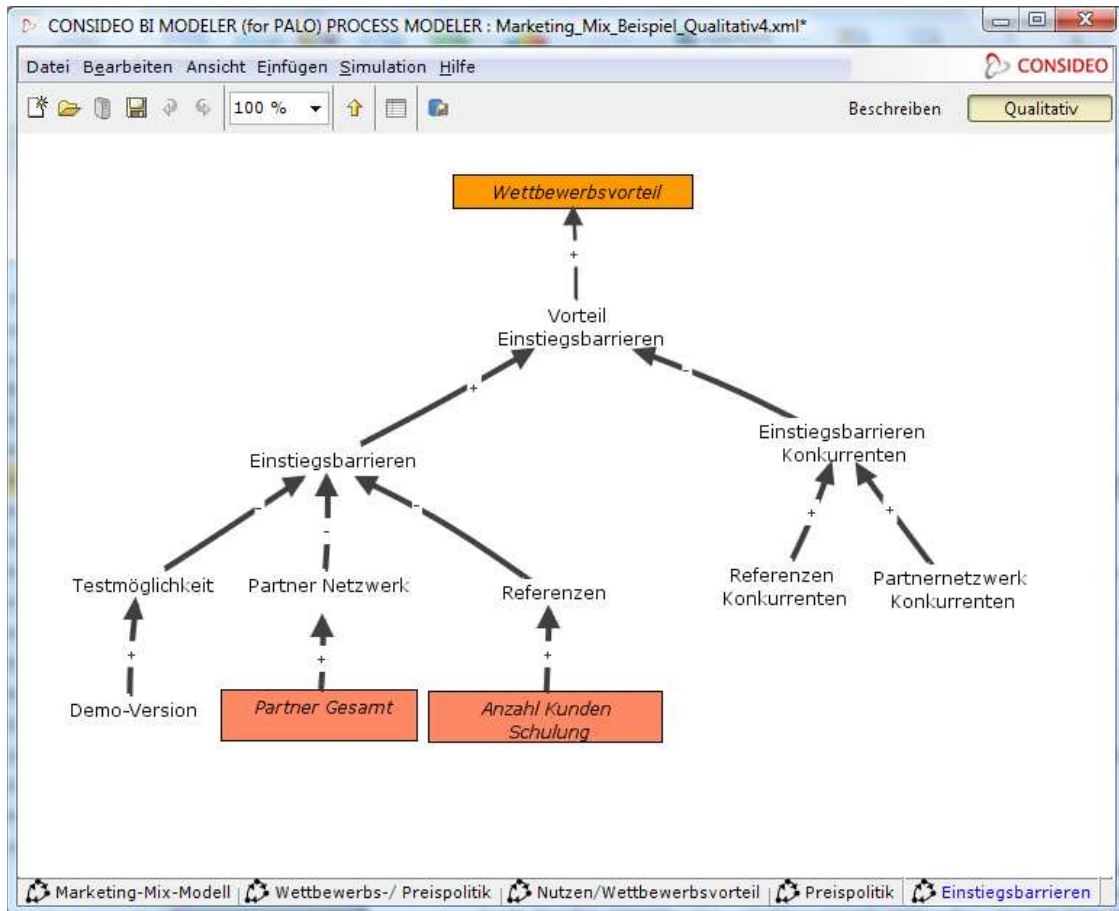 CONSIDEO BI MODELER (for PALO) PROCESS MODELER : Marketing_Mix_Beispiel_Qualitativ4.xml*
Datei Bearbeiten Ansicht Einfügen Simulation Hilfe
CONSIDEO
100 %
Beschreiben
Qualitativ
Wettbewerbsvorteil
+
Vorteil
Einstiegsbarrieren
+
-
Einstiegsbarrieren
Einstiegsbarrieren
Konkurrenten
-
-
-
+
+
Testmöglichkeit
Partner Netzwerk
Referenzen
Referenzen
Konkurrenten
Partnernetzwerk
Konkurrenten
+
+
+
Demo-Version
Partner Gesamt
Anzahl Kunden
Schulung
Marketing-Mix-Modell
Wettbewerbs-/ Preispolitik
Nutzen/Wettbewerbsvorteil
Preispolitik
Einstiegsbarrieren